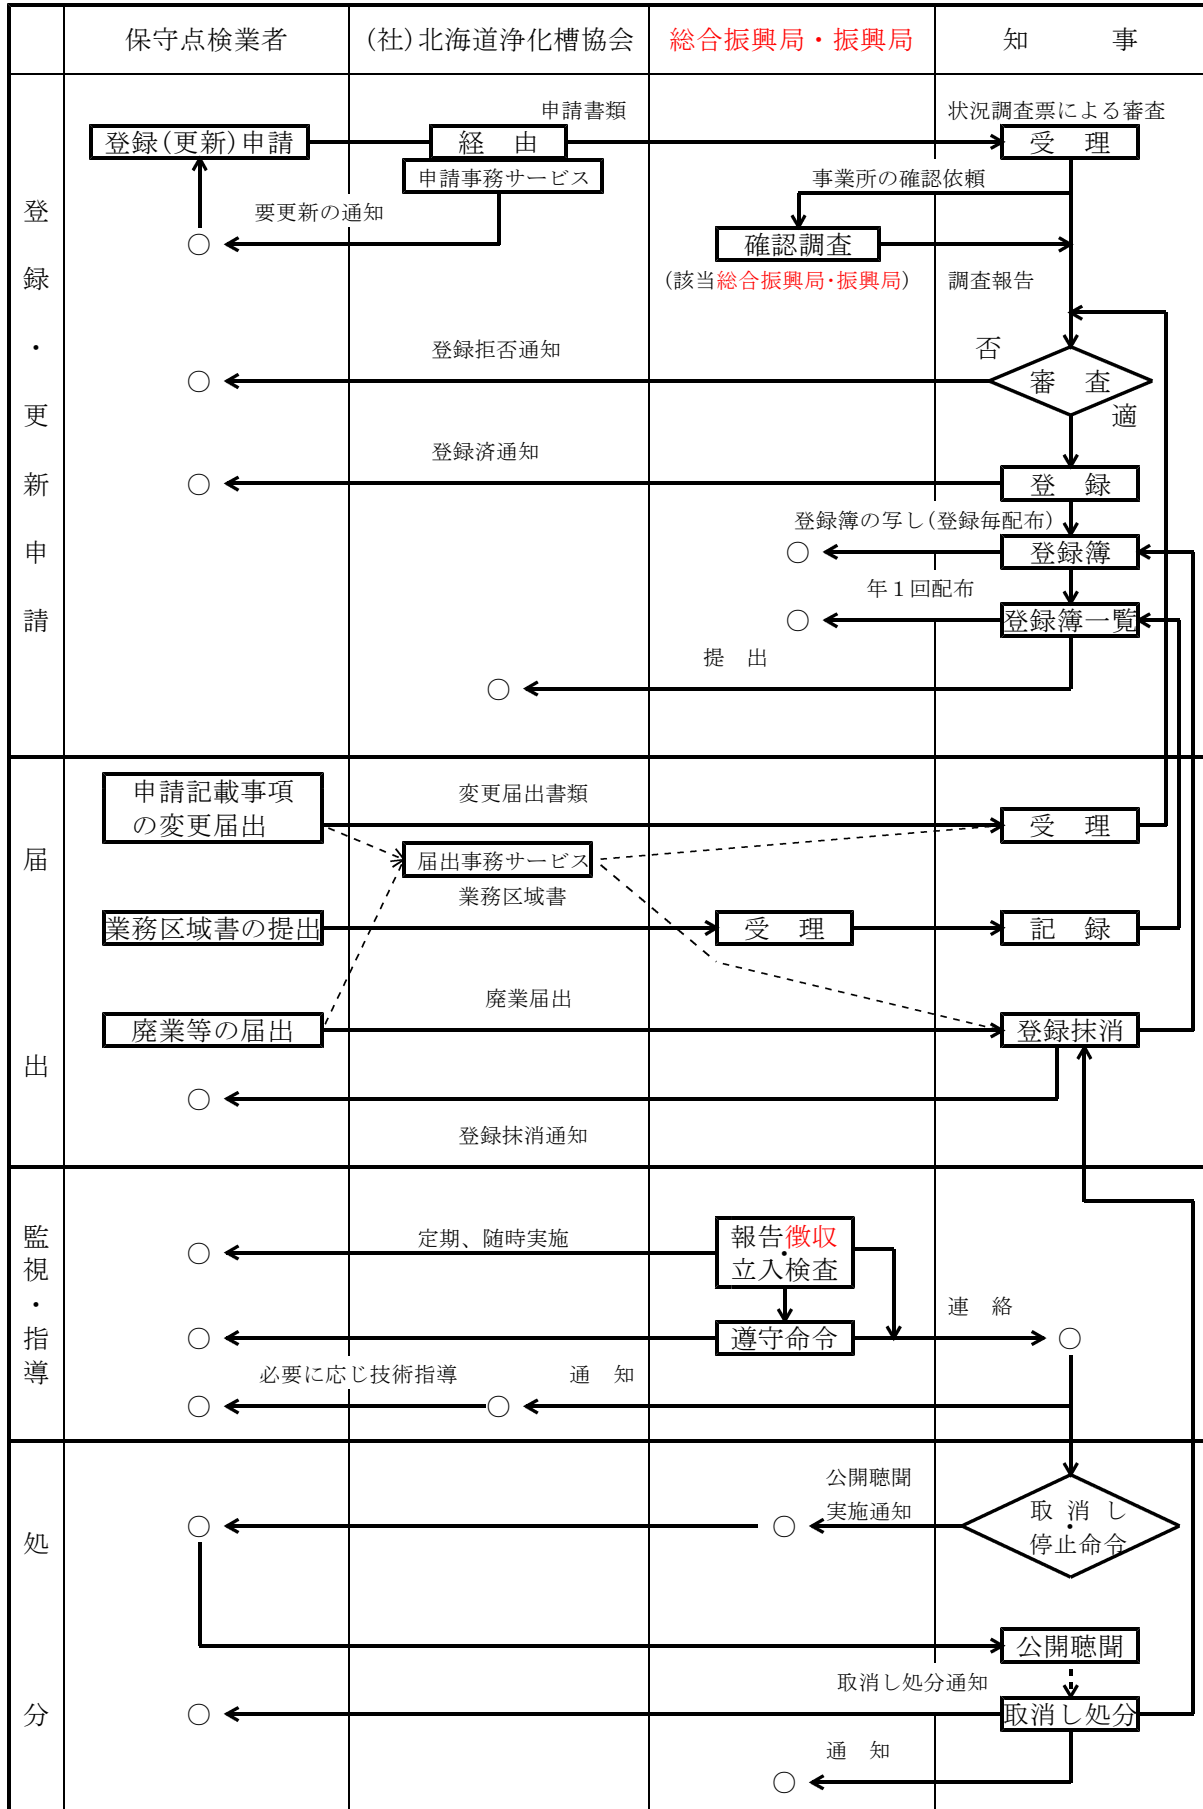 保守点検業者
(社)北海道浄化槽協会
総合振興局・振興局
知　事
登録・更新申請
申請書類
状況調査票による審査
登録(更新)申請
経　由
受　理
申請事務サービス
事業所の確認依頼
要更新の通知
確認調査
(該当総合振興局・振興局)
調査報告
登録拒否通知
否
審　査
適
登録済通知
登　録
登録簿の写し(登録毎配布)
登録簿
年１回配布
登録簿一覧
提　出
届出
申請記載事項
の変更届出
変更届出書類
受　理
届出事務サービス
業務区域書
業務区域書の提出
受　理
記　録
廃業届出
廃業等の届出
登録抹消
登録抹消通知
監視・指導
定期、随時実施
報告徴収
・
立入検査
連　絡
遵守命令
必要に応じ技術指導
通　知
処分
公開聴聞
実施通知
取消し
・
停止命令
公開聴聞
取消し処分通知
取消し処分
通　知